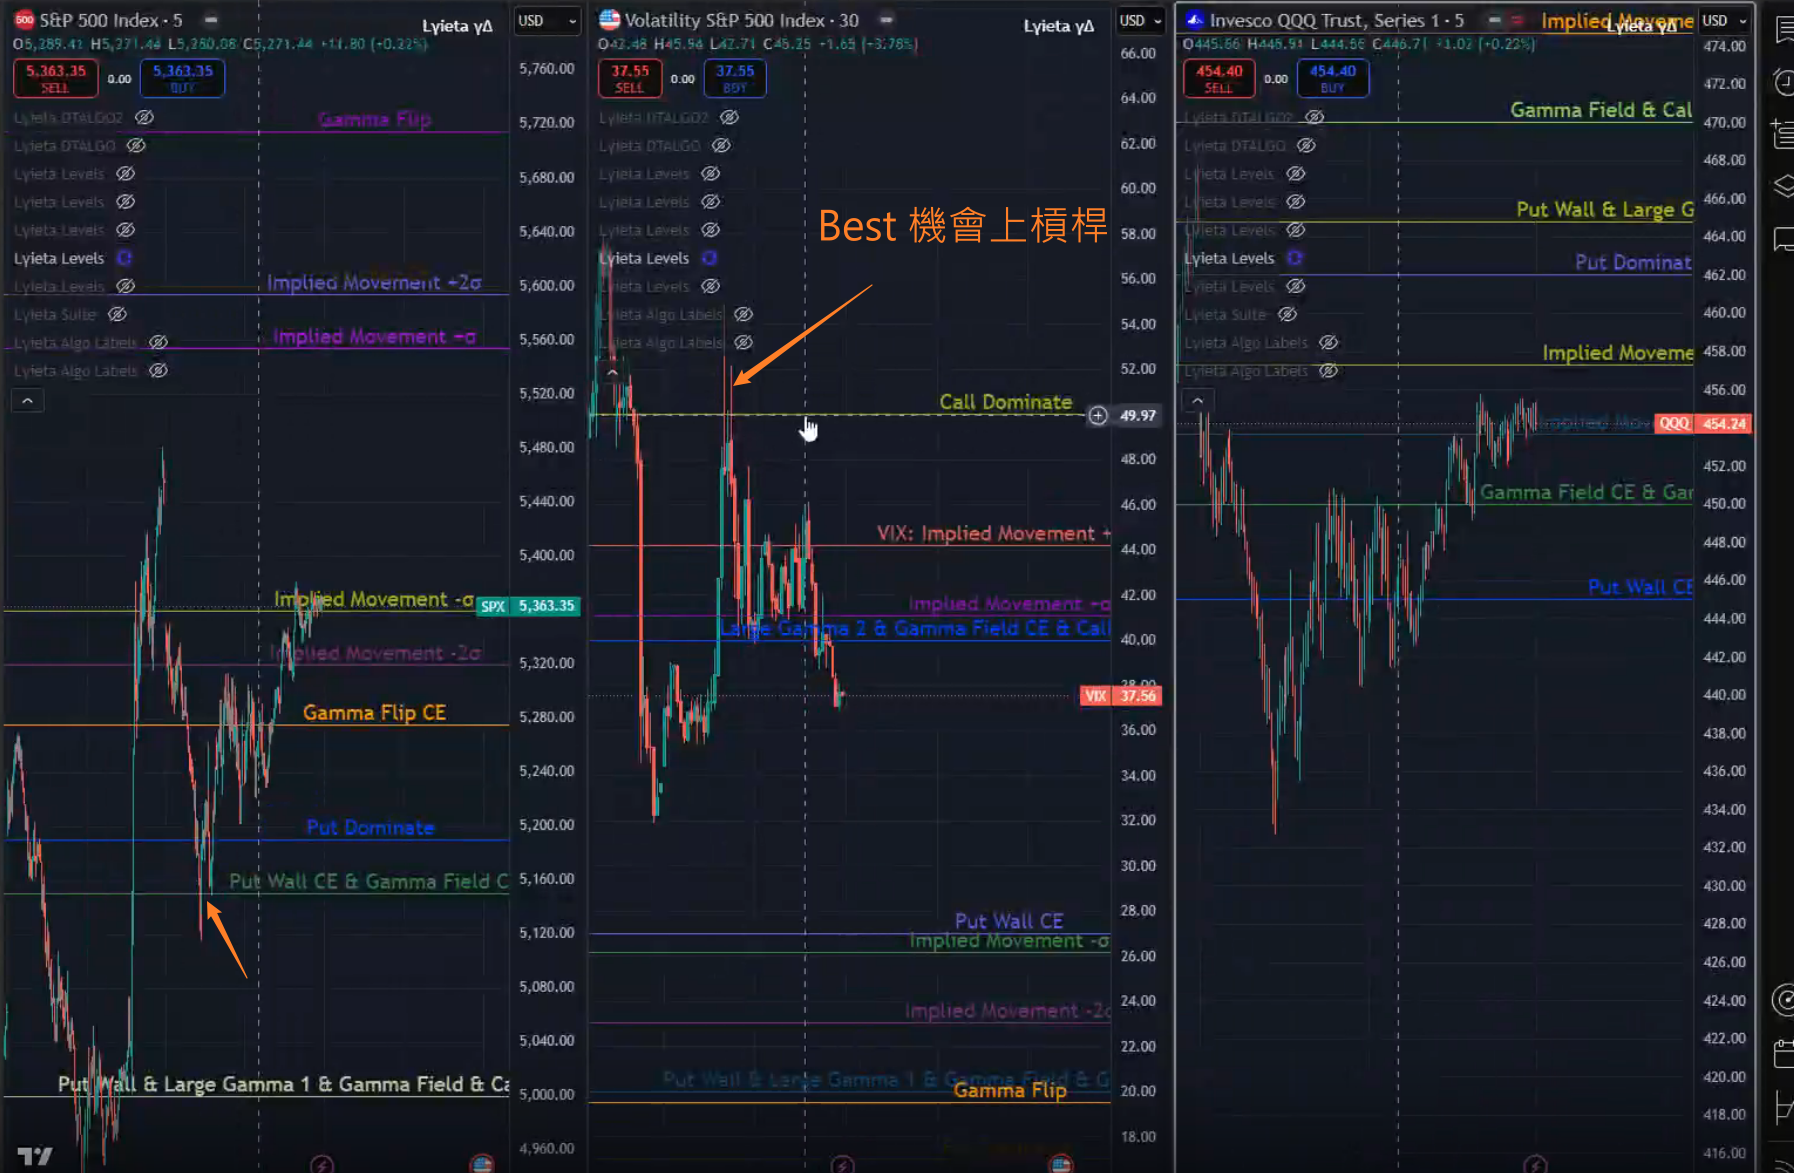 S&P 500 Index · 5
Lyieta γΔ
USD
H5,271.44
C5,271.44
+11.80 (+0.22%)
5,363.35
SELL
0.00
5,363.35
BUY
Lyieta DTALGO2
Lyieta DTALGO
Lyieta Levels
Lyieta Levels
Lyieta Levels
Lyieta Levels
Lyieta Levels
Lyieta Suite
Lyieta Algo Labels
Lyieta Algo Labels
Gamma Flip
Implied Movement +2σ
Implied Movement +σ
Implied Movement -σ
SPX 5,363.35
Implied Movement -2σ
Gamma Flip CE
Put Dominate
Put Wall CE & Gamma Field C
Put Wall & Large Gamma 1 & Gamma Field & Ca
5,760.00
5,720.00
5,680.00
5,640.00
5,600.00
5,560.00
5,520.00
5,480.00
5,440.00
5,400.00
5,320.00
5,280.00
5,240.00
5,200.00
5,160.00
5,120.00
5,080.00
5,040.00
5,000.00
4,960.00
Volatility S&P 500 Index · 30
Lyieta γΔ
USD
H45.94
L42.71
+1.65 (+3.78%)
37.55
SELL
0.00
37.55
BUY
Lyieta DTALGO2
Lyieta DTALGO
Lyieta Levels
Lyieta Levels
Lyieta Levels
Lyieta Levels
Lyieta Levels
Lyieta Algo Labels
Lyieta Algo Labels
Best 機會上槓桿
Call Dominate
49.97
VIX: Implied Movement +
Implied Movement +σ
Large Gamma 2 & Gamma Field CE & Call
VIX 37.56
Put Wall CE
Implied Movement -σ
Implied Movement -2σ
Put Wall & Large Gamma 1 & Gamma Field & G
Gamma Flip
66.00
64.00
62.00
60.00
58.00
56.00
54.00
52.00
48.00
46.00
44.00
42.00
40.00
38.00
36.00
34.00
32.00
30.00
28.00
26.00
24.00
22.00
20.00
18.00
Invesco QQQ Trust, Series 1 · 5
Implied Moveme
Lyieta γΔ
USD
L444.66
C446.71
+1.02 (+0.22%)
454.40
SELL
0.00
454.40
BUY
Lyieta DTALGO2
Lyieta DTALGO
Lyieta Levels
Lyieta Levels
Lyieta Levels
Lyieta Levels
Lyieta Levels
Lyieta Suite
Lyieta Algo Labels
Lyieta Algo Labels
Gamma Field & Cal
Put Wall & Large G
Put Dominat
Implied Moveme
Implied Mov
QQQ 454.24
Gamma Field CE & Gar
Put Wall CE
474.00
472.00
470.00
468.00
466.00
464.00
462.00
460.00
458.00
456.00
452.00
450.00
448.00
446.00
444.00
442.00
440.00
438.00
436.00
434.00
432.00
430.00
428.00
426.00
424.00
422.00
420.00
418.00
416.00